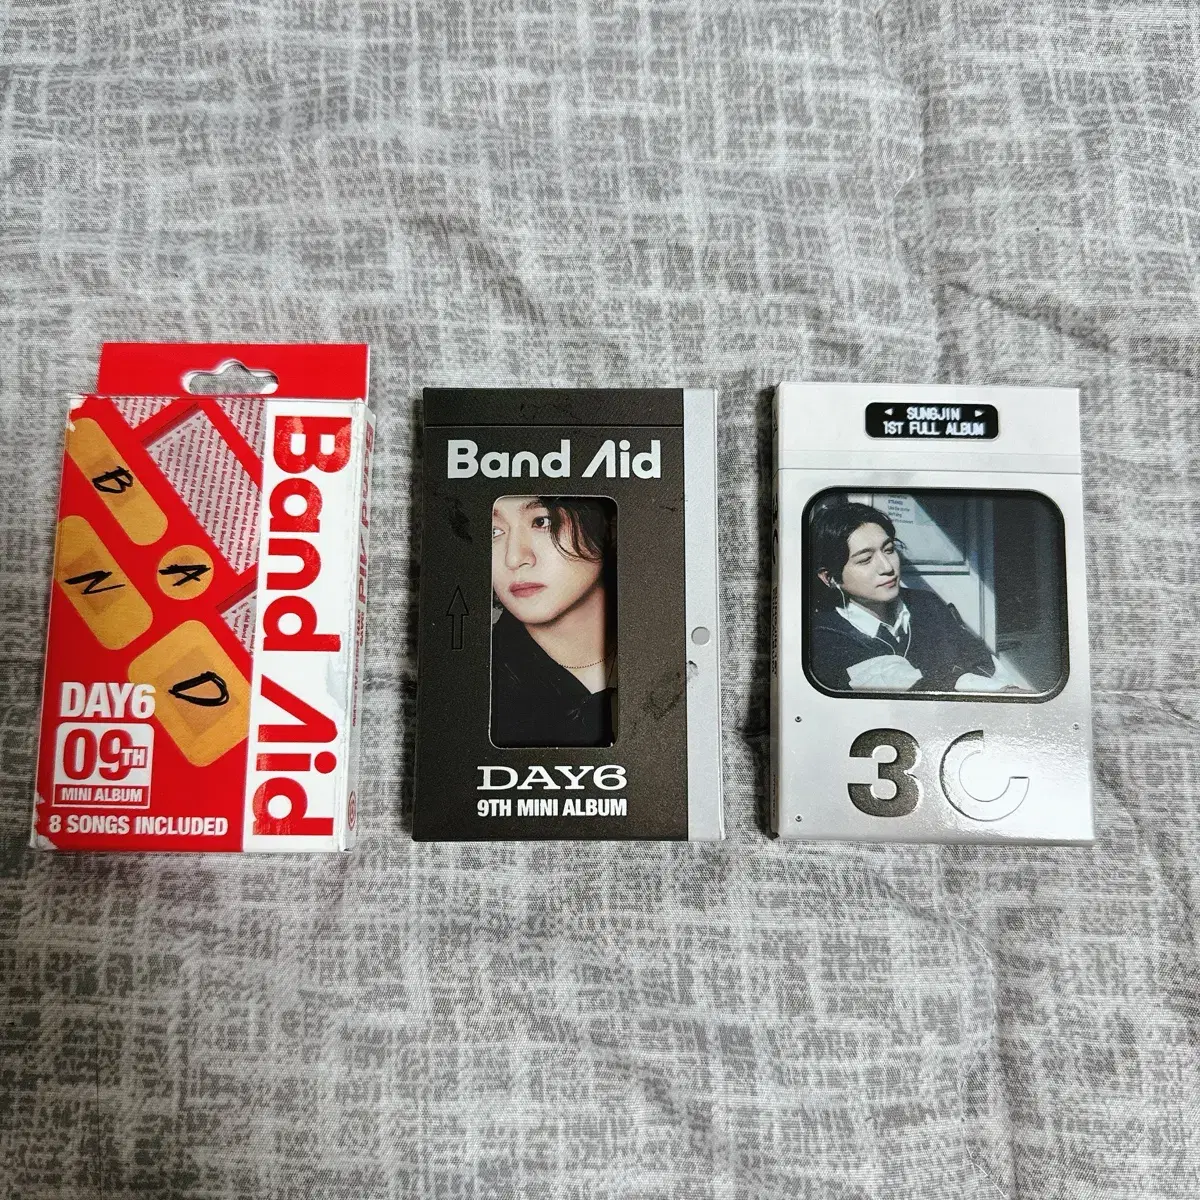 Band Aid
B
A
N
D
DAY6
09TH
MINI ALBUM
8 SONGS INCLUDED
Band Aid
DAY6
9TH MINI ALBUM
SUNGJIN
1ST FULL ALBUM
30